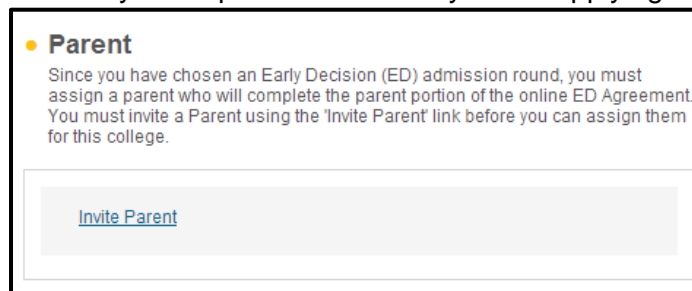 Parent
Since you have chosen an Early Decision (ED) admission round, you must
assign a parent who will complete the parent portion of the online ED Agreement.
You must invite a Parent using the 'Invite Parent' link before you can assign them
for this college.
Invite Parent